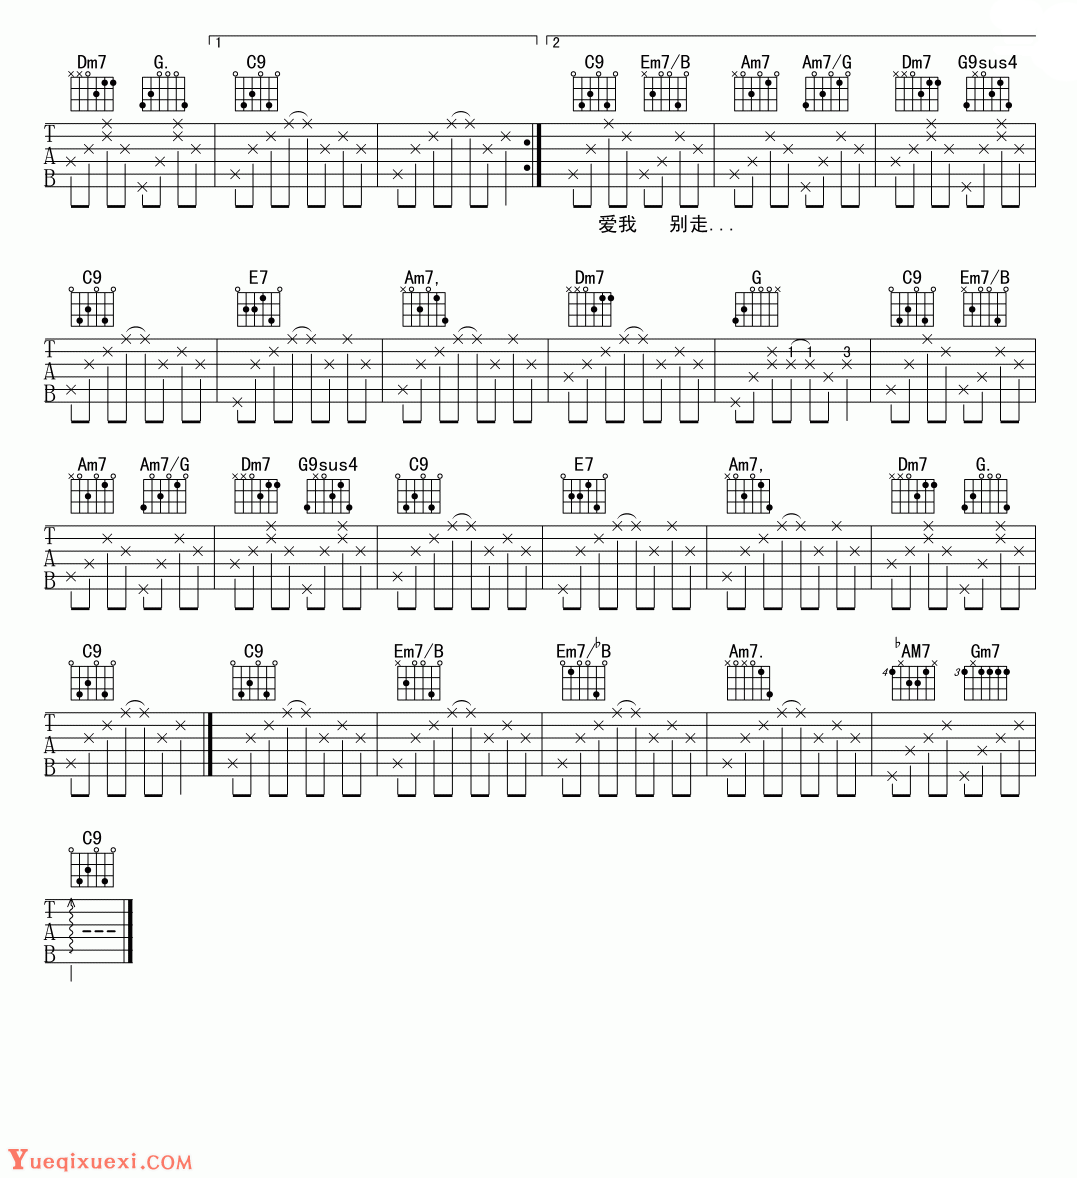 1 2
Dm7 G. C9 C9 Em7/B Am7 Am7/G Dm7 G9sus4
T A B
爱我 别走...
C9 E7 Am7, Dm7 G C9 Em7/B
T A B 1 1 3
Am7 Am7/G Dm7 G9sus4 C9 E7 Am7, Dm7 G.
T A B
C9 C9 Em7/B Em7/♭B Am7. ♭AM7 Gm7
4 3
T A B
C9
T A B
Yueqixuexi.COM